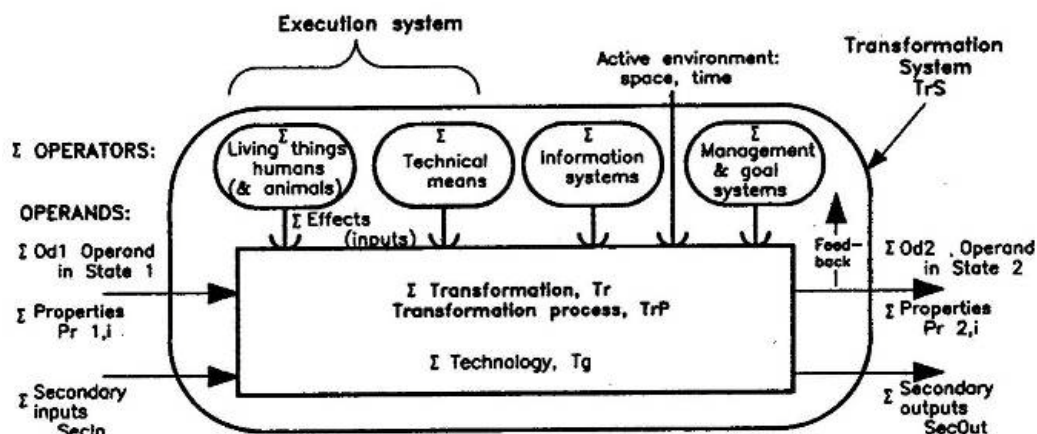 Execution system
Active environment:
space, time
Transformation
System
TrS
Σ OPERATORS:
Σ
Living things
humans
(& animals)
Σ
Technical
means
Σ
Information
systems
Σ
Management
& goal
systems
OPERANDS:
Σ Effects
(inputs)
Feed-
back
Σ Od1 Operand
in State 1
Σ Od2 . Operand
in State 2
Σ Transformation, Tr
Transformation process, TrP
Σ Properties
Pr 1,i
Σ Properties
Pr 2,i
Σ Technology, Tg
Σ Secondary
inputs
SecIn
Σ Secondary
outputs
SecOut